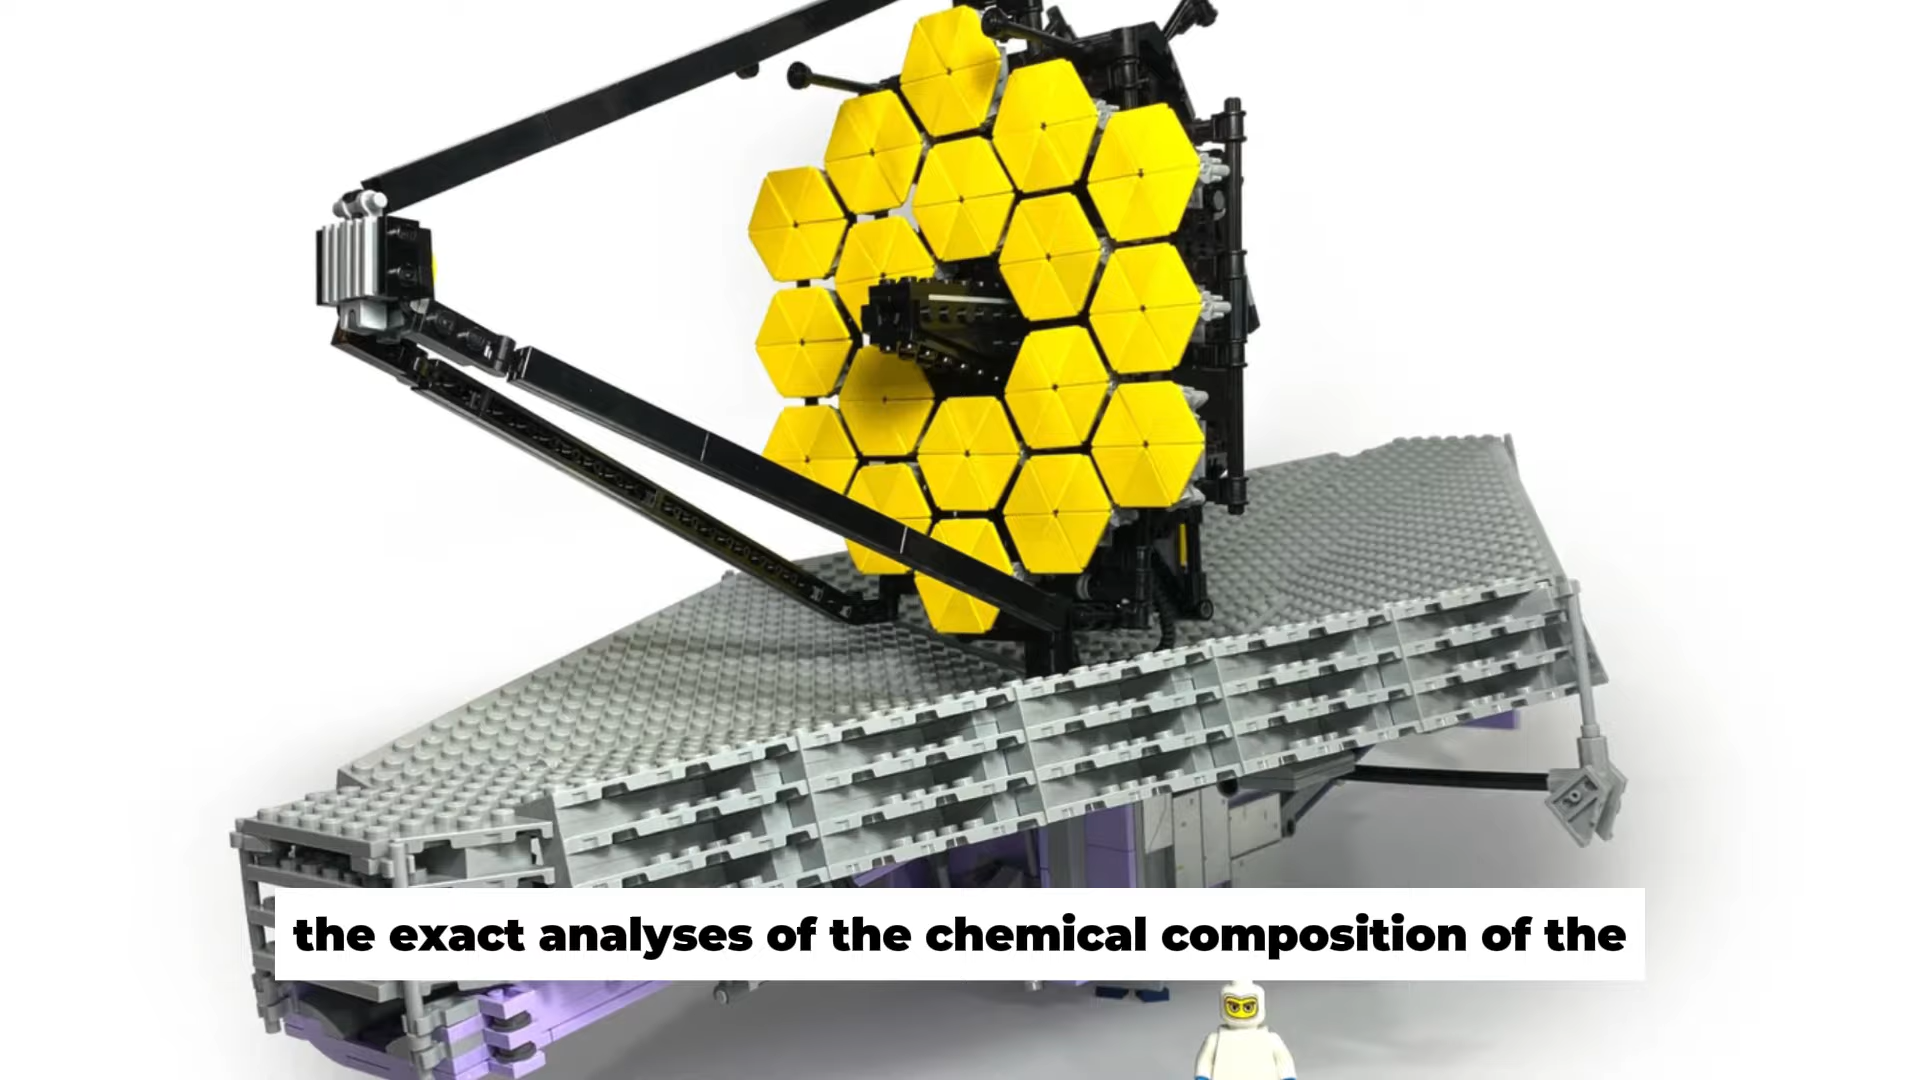 the exact analyses of the chemical composition of the